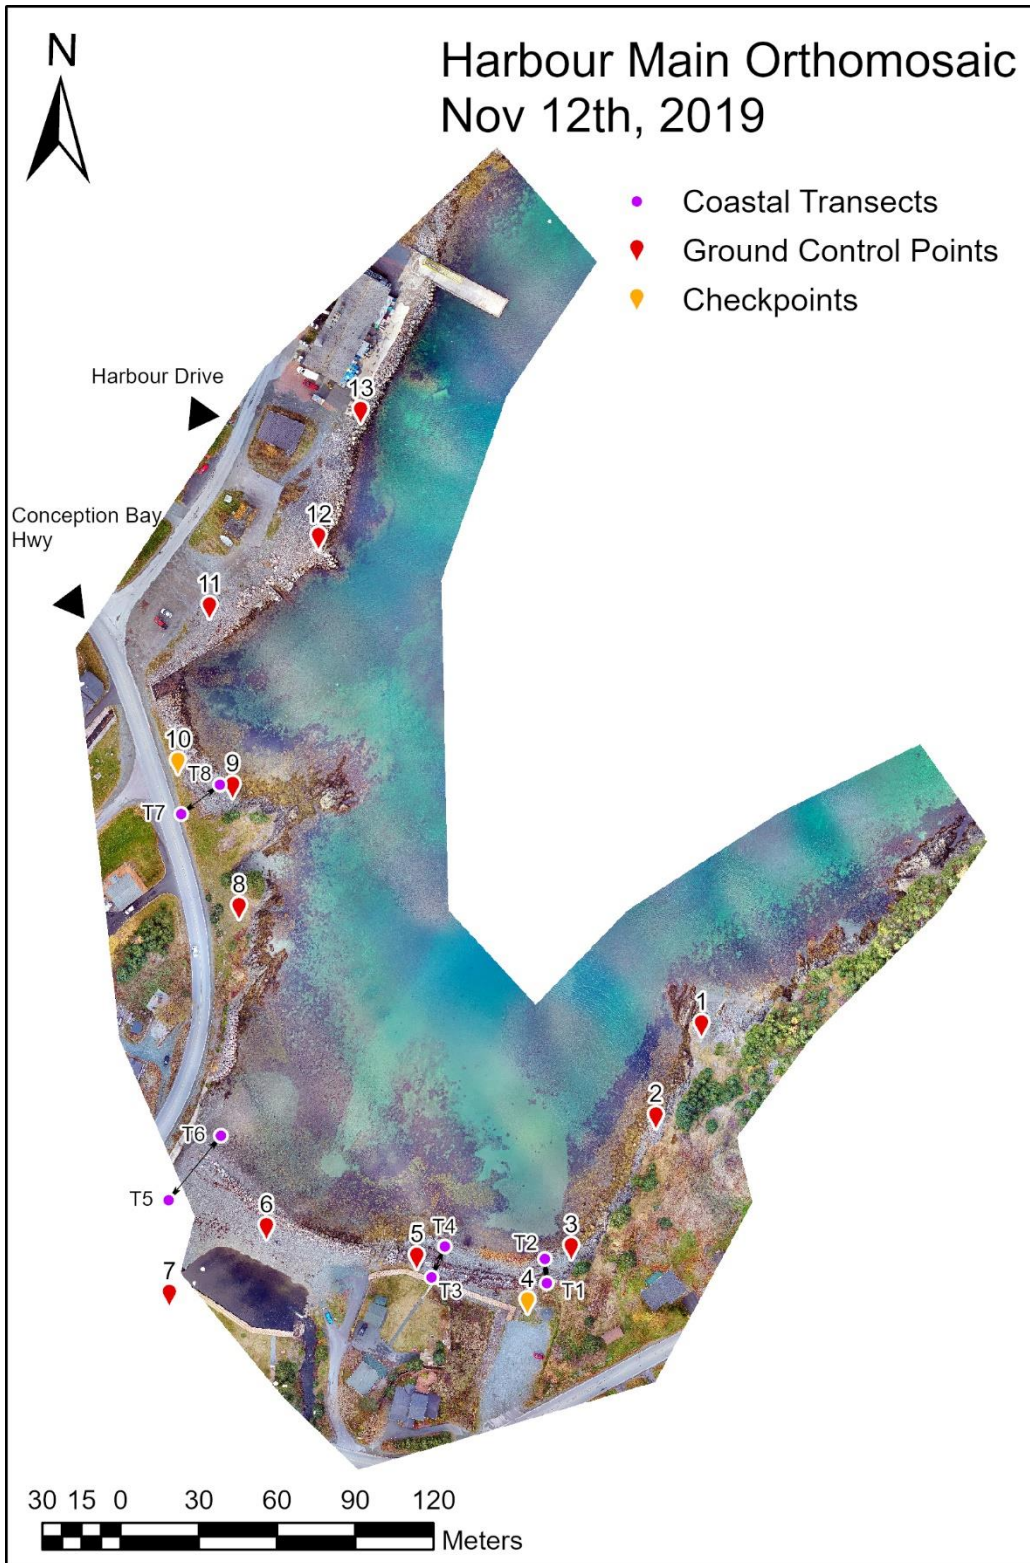 N
Harbour Main Orthomosaic
Nov 12th, 2019
Coastal Transects
Ground Control Points
Checkpoints
Harbour Drive
13
Conception Bay
Hwy
12
11
10
T8
9
T7
8
1
2
T6
T5
6
5
T4
T2
3
7
T3
4
T1
30 15 0 30 60 90 120
Meters